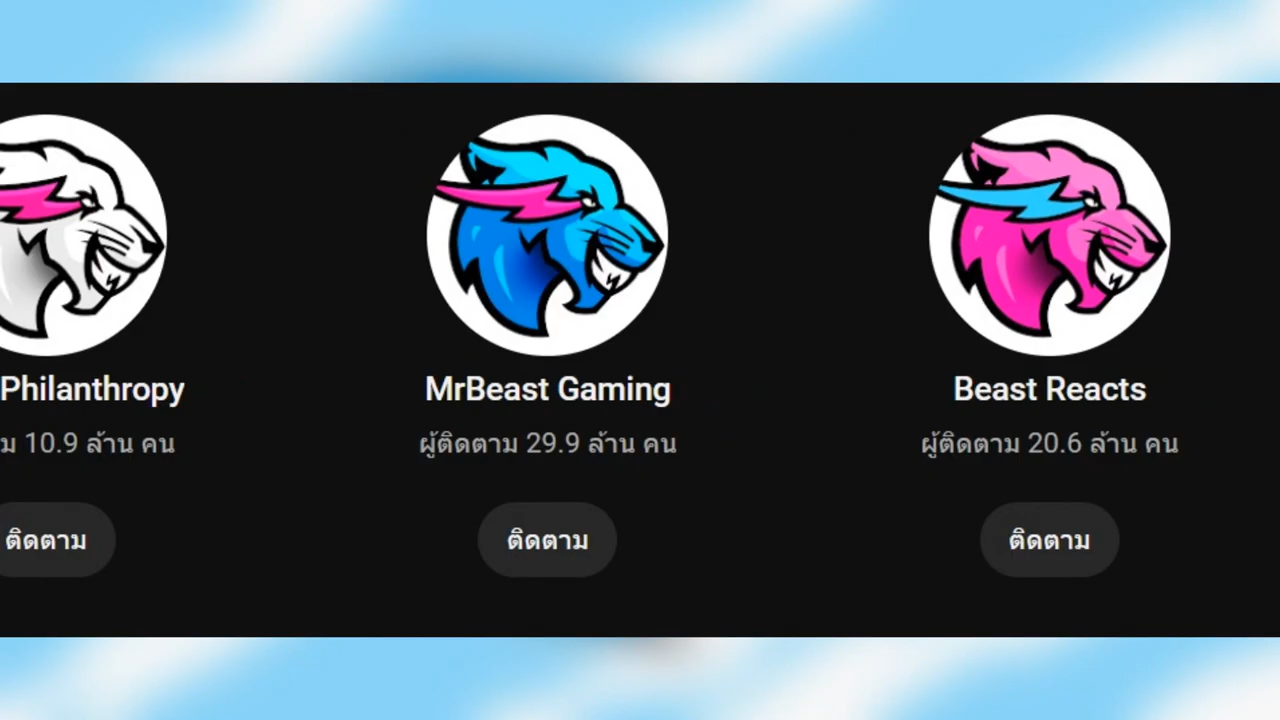 Philanthropy
MrBeast Gaming
Beast Reacts
ม 10.9 ล้าน คน
ผู้ติดตาม 29.9 ล้าน คน
ผู้ติดตาม 20.6 ล้าน คน
ติดตาม
ติดตาม
ติดตาม